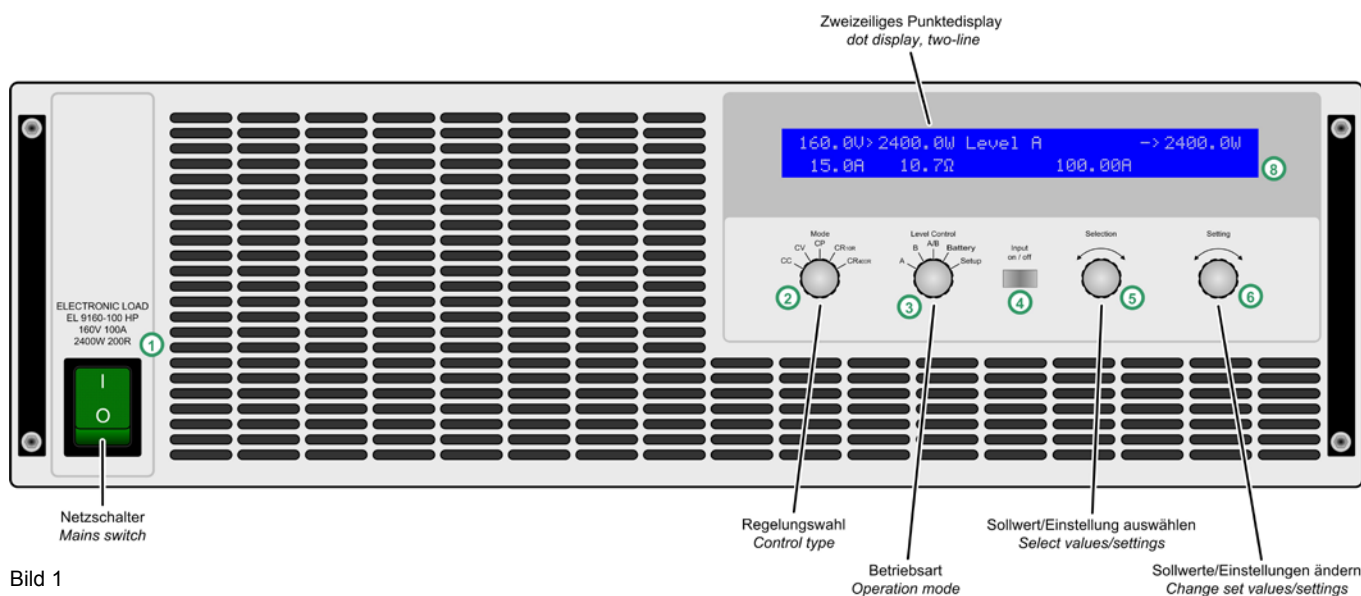 Zweizeiliges Punktedisplay
dot display, two-line
160.0V>2400.0W Level A ->2400.0W
15.0A 10.7Ω 100.00A
8
Mode
CC CV CP CR10R CR400R
2
Level Control
A B A/B Battery Setup
3
Input
on / off
4
Selection
5
Setting
6
ELECTRONIC LOAD
EL 9160-100 HP
160V 100A
2400W 200R
1
I
O
Netzschalter
Mains switch
Regelungswahl
Control type
Betriebsart
Operation mode
Sollwert/Einstellung auswählen
Select values/settings
Sollwerte/Einstellungen ändern
Change set values/settings
Bild 1